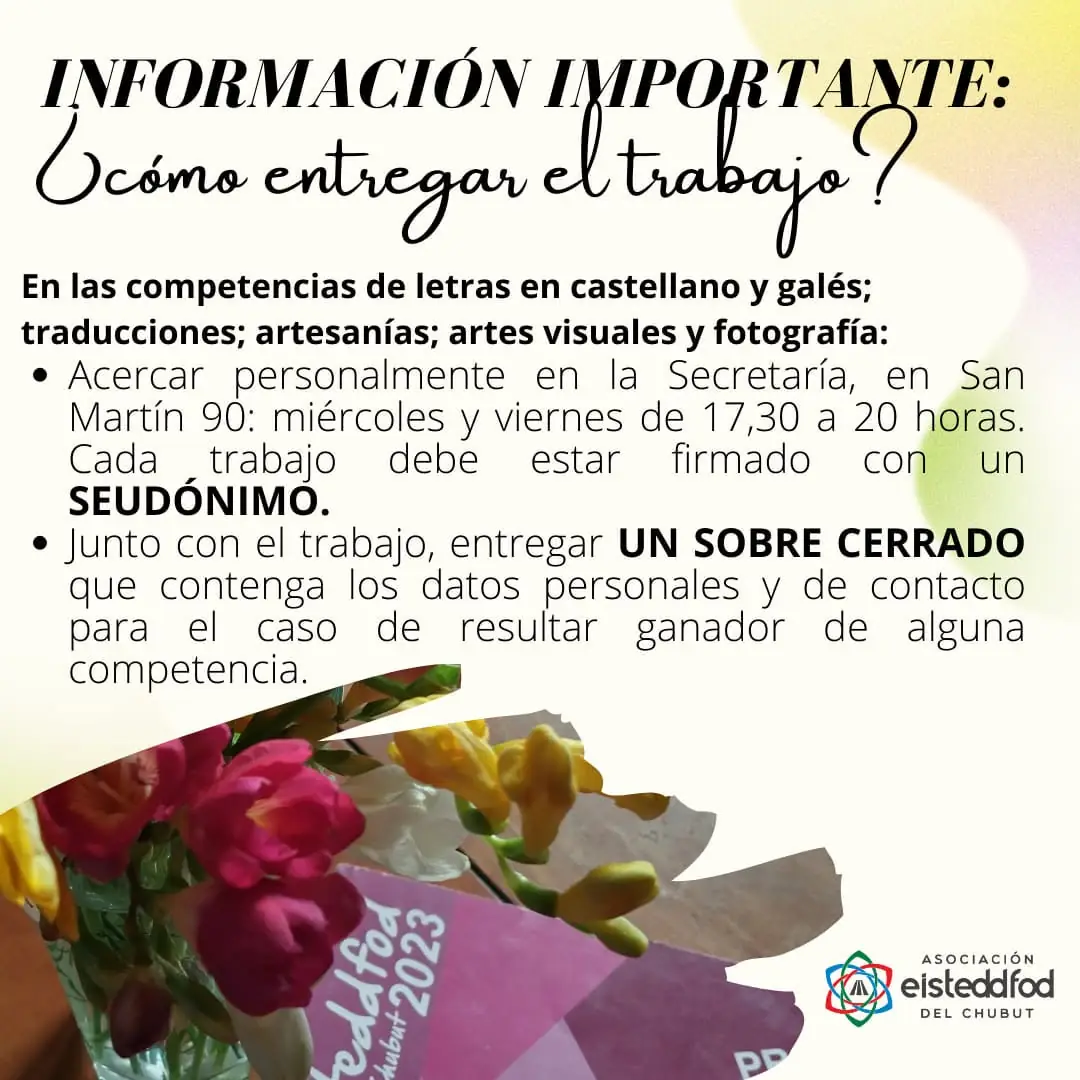 INFORMACIÓN IMPORTANTE:
¿cómo entregar el trabajo?
En las competencias de letras en castellano y galés;
traducciones; artesanías; artes visuales y fotografía:
• Acercar personalmente en la Secretaría, en San
Martín 90: miércoles y viernes de 17,30 a 20 horas.
Cada trabajo debe estar firmado con un
SEUDÓNIMO.
• Junto con el trabajo, entregar UN SOBRE CERRADO
que contenga los datos personales y de contacto
para el caso de resultar ganador de alguna
competencia.
teddfod
Chubut 2023
PR
ASOCIACIÓN
eisteddfod
DEL CHUBUT